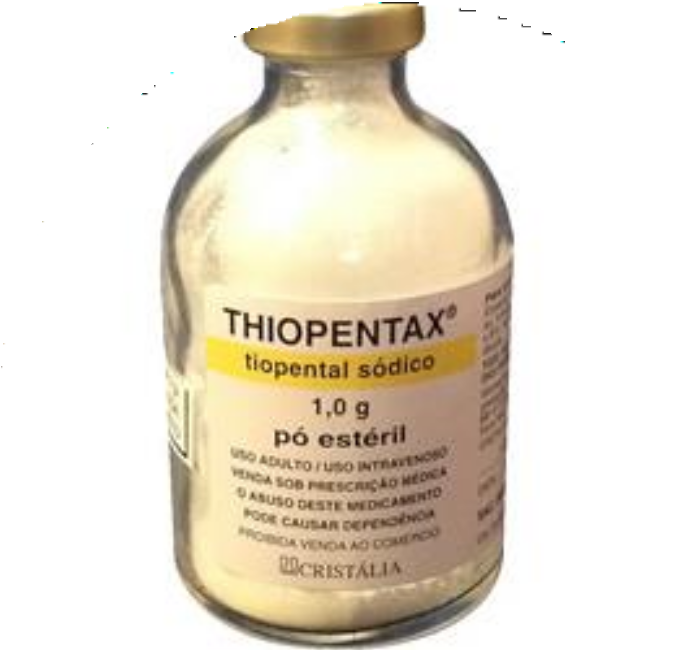 THIOPENTAX®
tiopental sódico
1,0 g
pó estéril
USO ADULTO / USO INTRAVENOSO
VENDA SOB PRESCRIÇÃO MÉDICA
O ABUSO DESTE MEDICAMENTO
PODE CAUSAR DEPENDÊNCIA
PROIBIDA VENDA AO COMÉRCIO
CRISTÁLIA